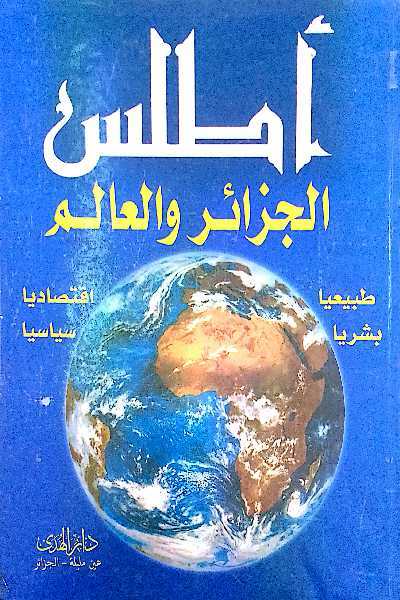 أطلس
الجزائر والعالم
طبيعيا اقتصاديا
بشريا سياسيا
دار الهدى
عين مليلة - الجزائر